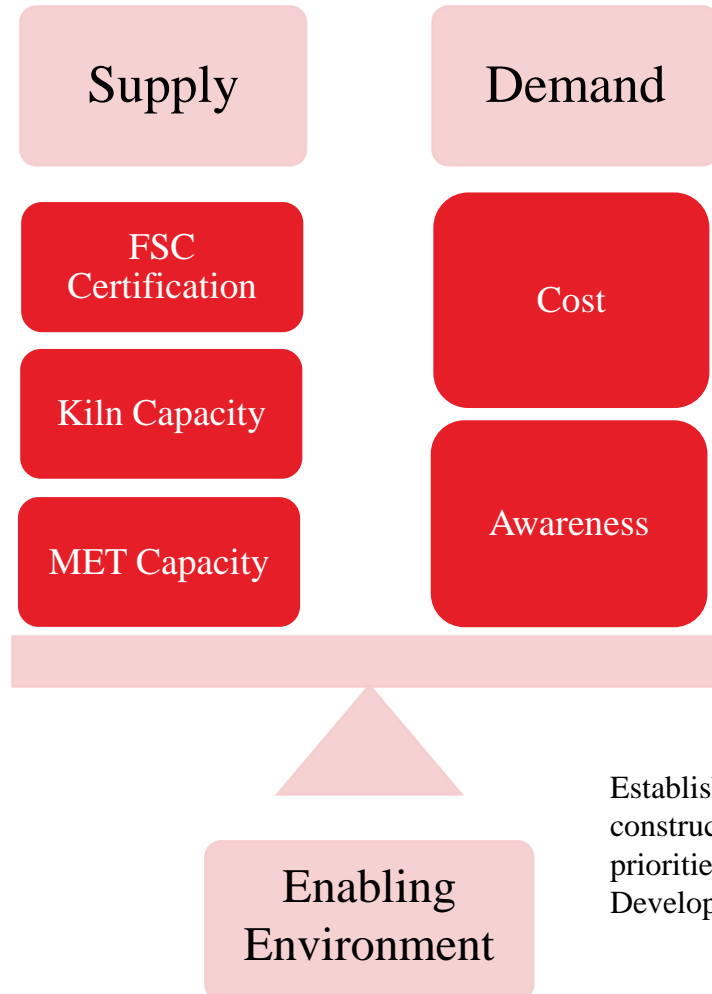 Supply
Demand
FSC
Certification
Kiln Capacity
MET Capacity
Cost
Awareness
Enabling
Environment